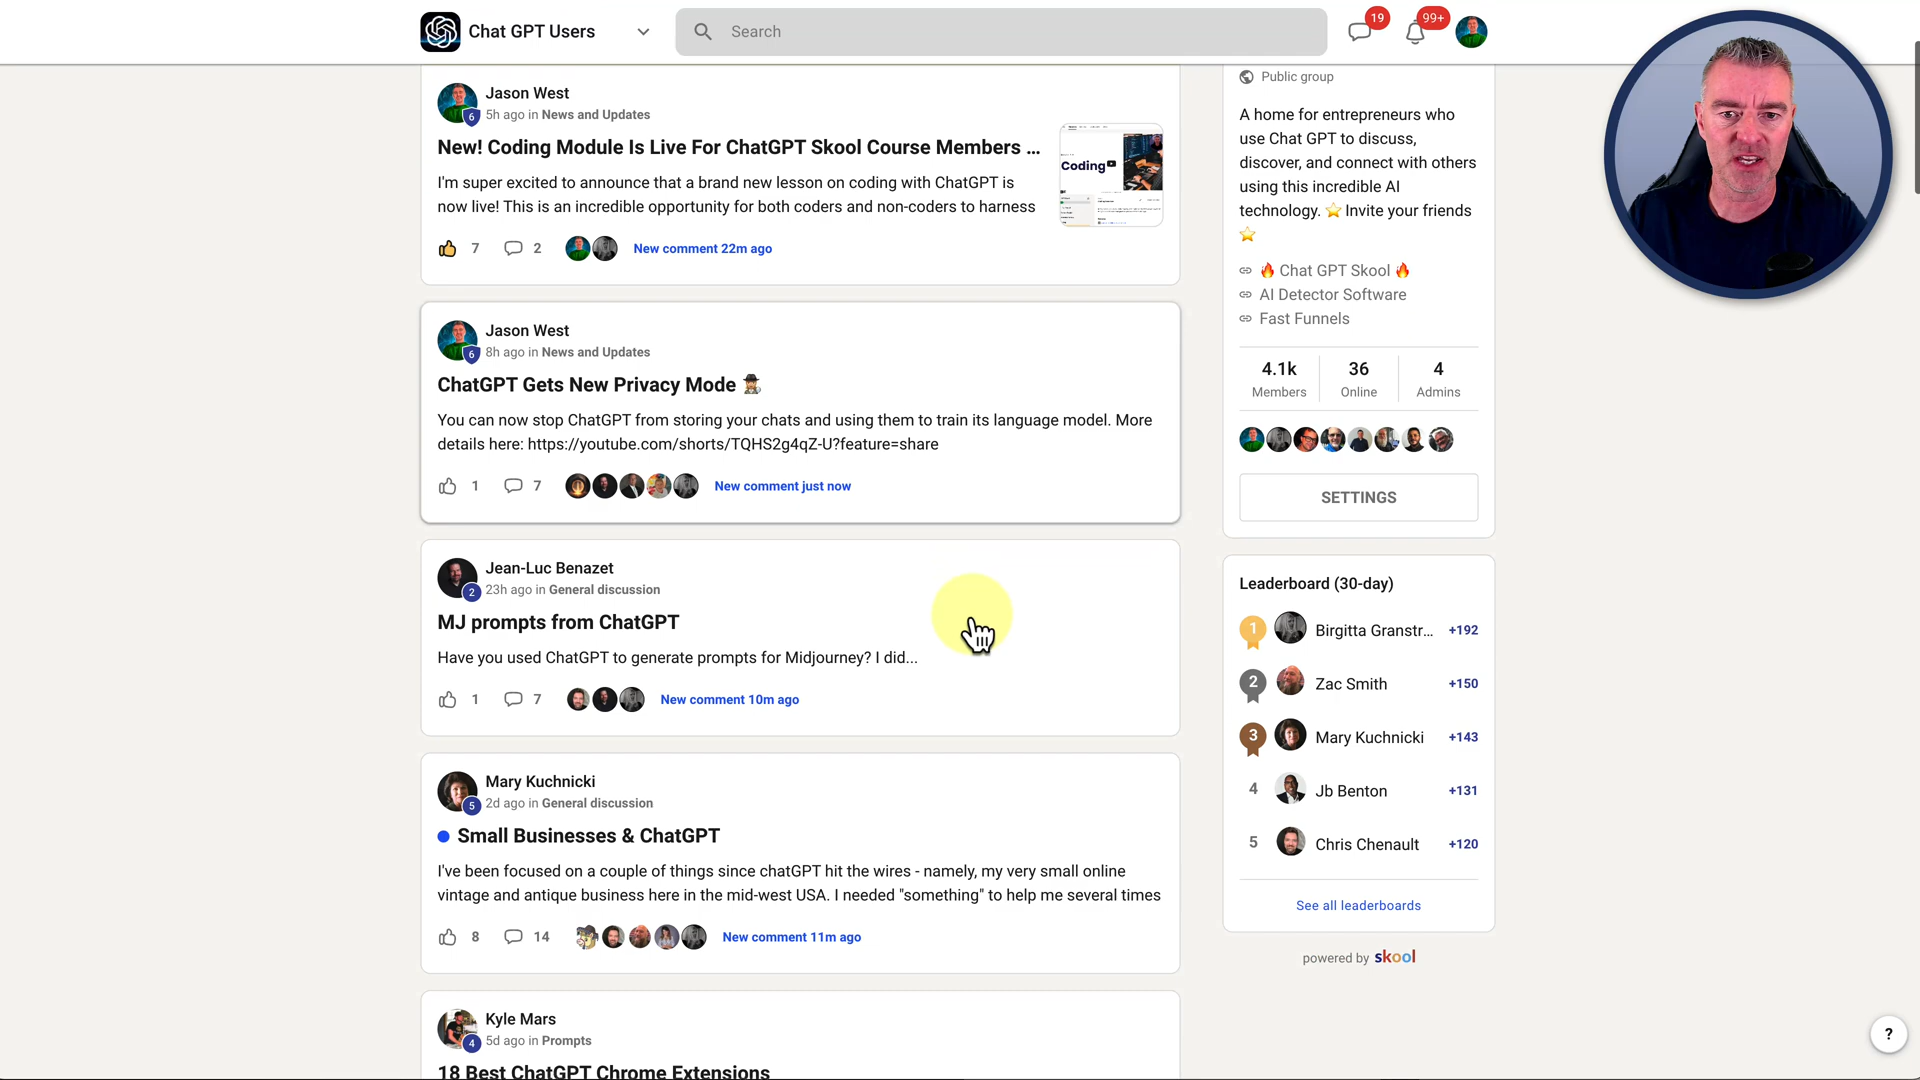 Chat GPT Users
Search
19
99+
Jason West
6
5h ago in News and Updates
New! Coding Module Is Live For ChatGPT Skool Course Members ...
I'm super excited to announce that a brand new lesson on coding with ChatGPT is
now live! This is an incredible opportunity for both coders and non-coders to harness
Coding
7
2
New comment 22m ago
Jason West
6
8h ago in News and Updates
ChatGPT Gets New Privacy Mode
You can now stop ChatGPT from storing your chats and using them to train its language model. More
details here: https://youtube.com/shorts/TQHS2g4qZ-U?feature=share
1
7
New comment just now
Jean-Luc Benazet
2
23h ago in General discussion
MJ prompts from ChatGPT
Have you used ChatGPT to generate prompts for Midjourney? I did...
1
7
New comment 10m ago
Mary Kuchnicki
5
2d ago in General discussion
Small Businesses & ChatGPT
I've been focused on a couple of things since chatGPT hit the wires - namely, my very small online
vintage and antique business here in the mid-west USA. I needed "something" to help me several times
8
14
New comment 11m ago
Kyle Mars
4
5d ago in Prompts
18 Best ChatGPT Chrome Extensions
Public group
A home for entrepreneurs who
use Chat GPT to discuss,
discover, and connect with others
using this incredible AI
technology. ⭐ Invite your friends
⭐
🔥 Chat GPT Skool 🔥
AI Detector Software
Fast Funnels
4.1k
Members
36
Online
4
Admins
SETTINGS
Leaderboard (30-day)
1 Birgitta Granstr... +192
2 Zac Smith +150
3 Mary Kuchnicki +143
4 Jb Benton +131
5 Chris Chenault +120
See all leaderboards
powered by skool
?